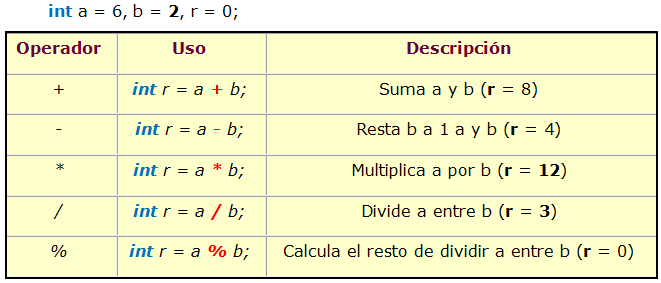 int a = 6, b = 2, r = 0;
Operador Uso Descripción
+ int r = a + b; Suma a y b (r = 8)
- int r = a - b; Resta b a 1 a y b (r = 4)
* int r = a * b; Multiplica a por b (r = 12)
/ int r = a / b; Divide a entre b (r = 3)
% int r = a % b; Calcula el resto de dividir a entre b (r = 0)